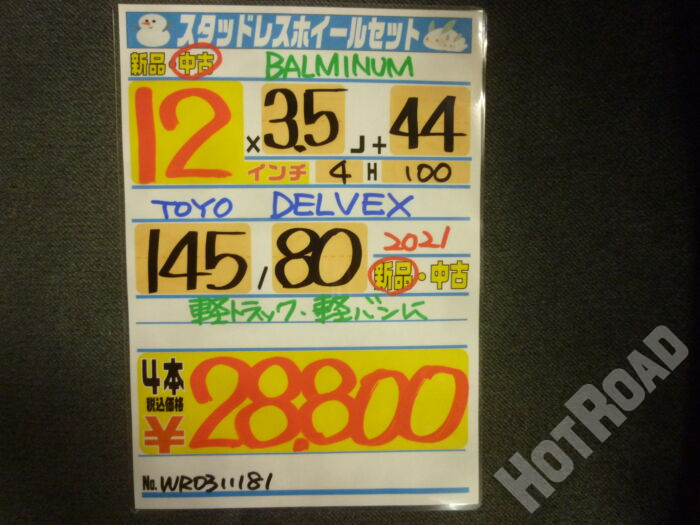 スタッドレスホイールセット
新品・中古 BALMINUM
12 × 3.5 J + 44
インチ 4 H 100
TOYO DELVEX
145 / 80 2021
新品・中古
軽トラック・軽バンに
4本
税込価格
¥ 28,800
No. WR0311181
HOTROAD